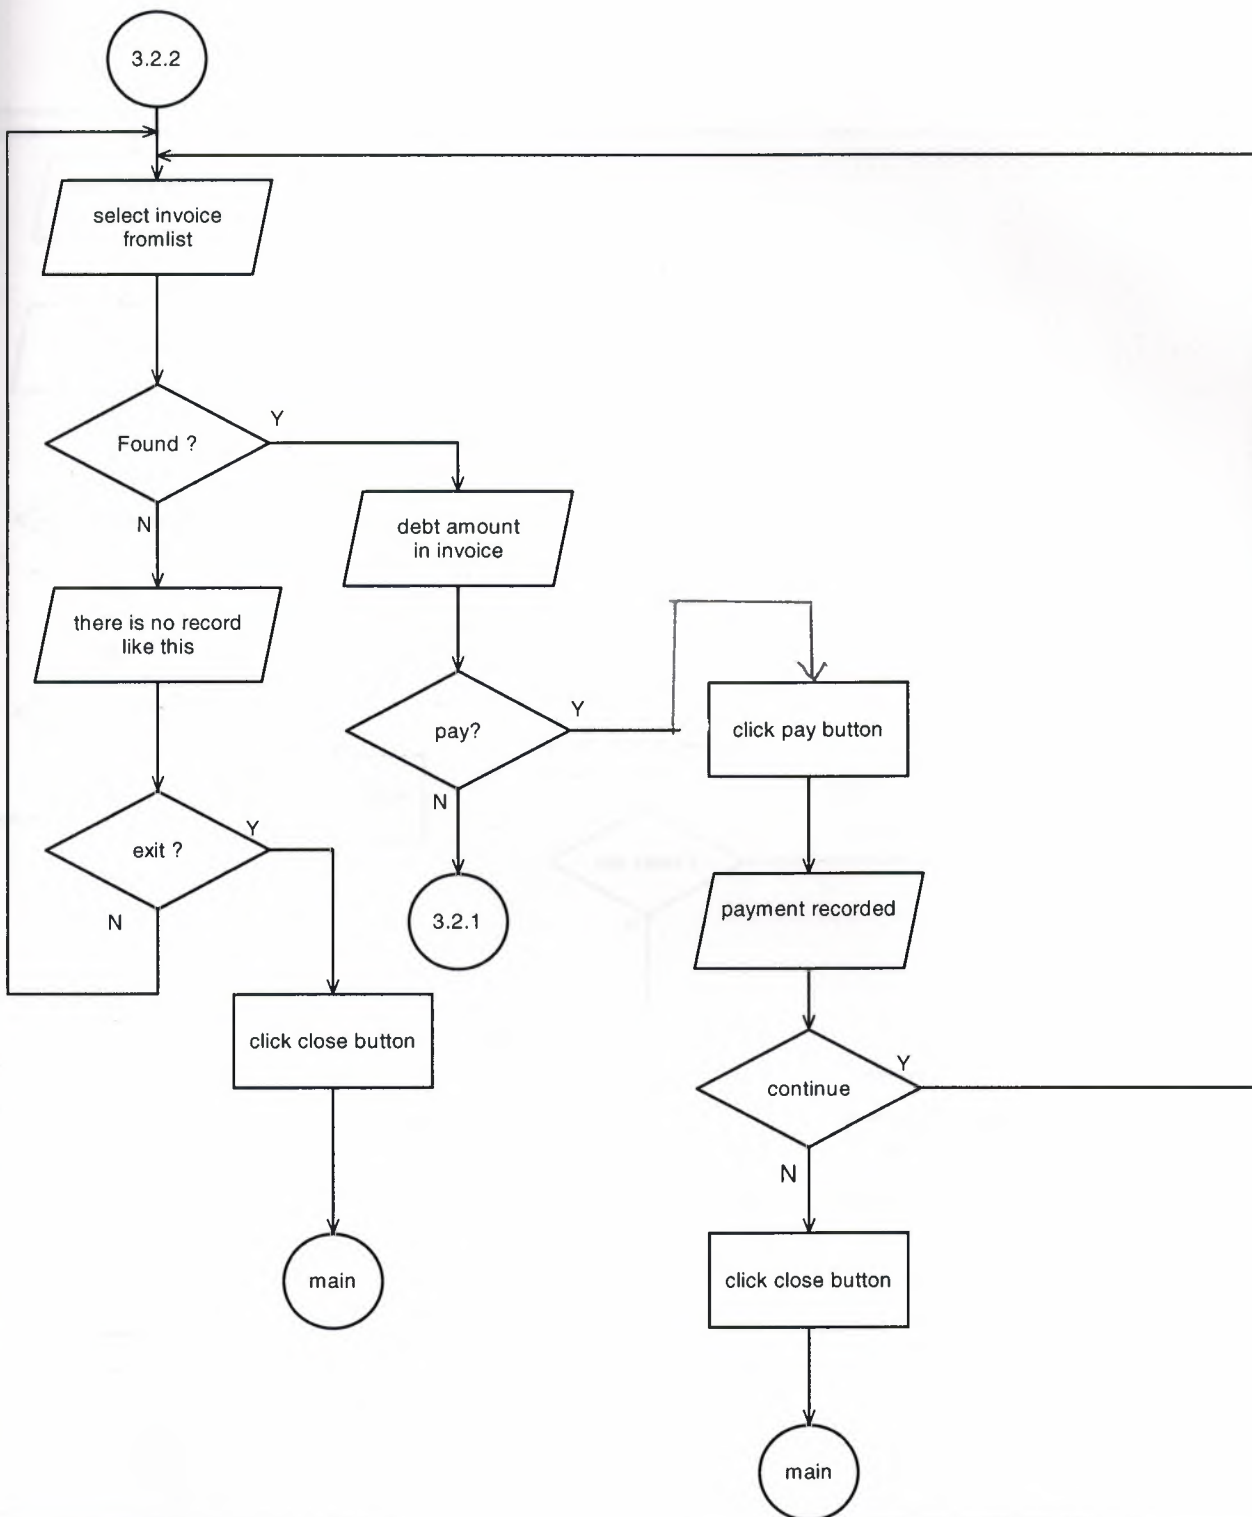 3.2.2
select invoice
fromlist
Found ?
Y
N
debt amount
in invoice
there is no record
like this
pay?
Y
N
click pay button
exit ?
Y
N
3.2.1
payment recorded
click close button
continue
Y
N
main
click close button
main